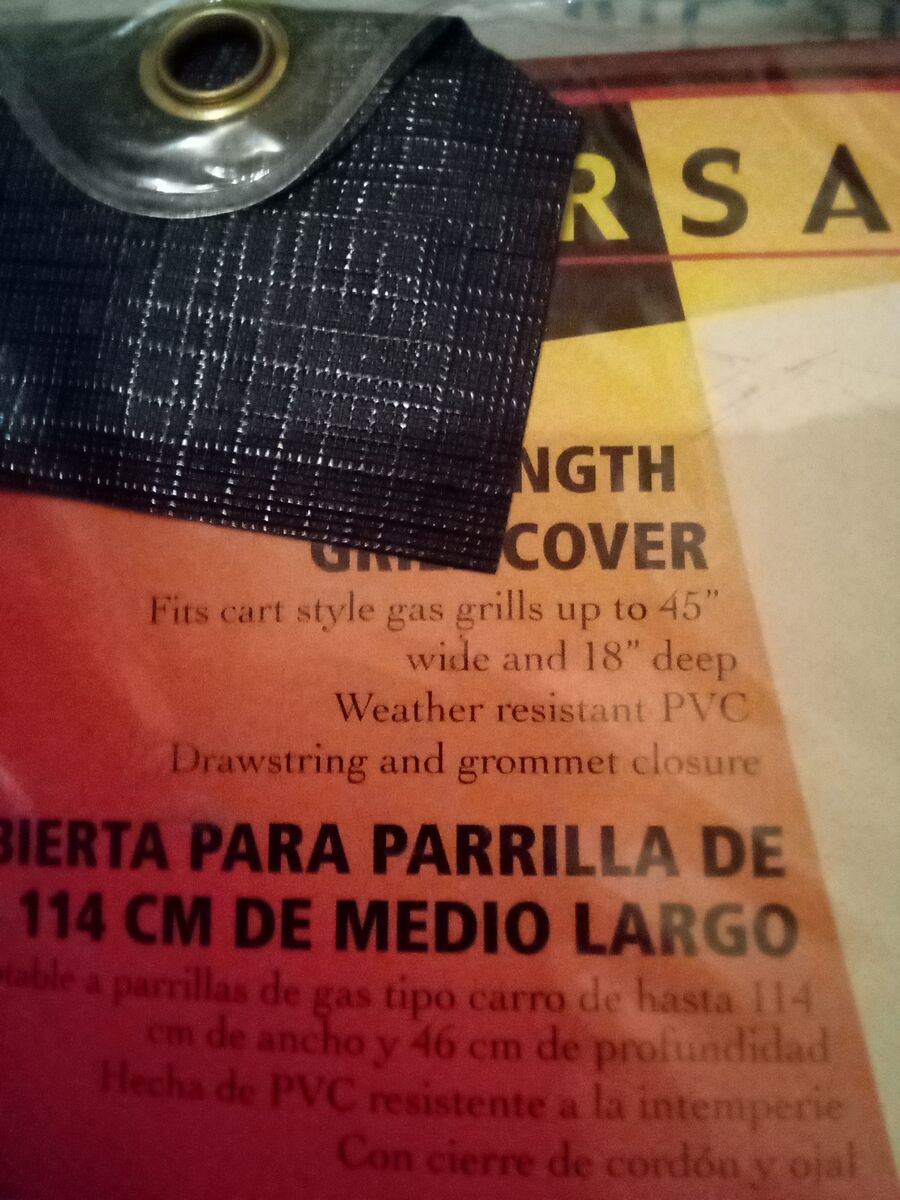 RSA
NGTH
GRILL COVER
Fits cart style gas grills up to 45"
wide and 18" deep
Weather resistant PVC
Drawstring and grommet closure
BIERTA PARA PARRILLA DE
114 CM DE MEDIO LARGO
table a parrillas de gas tipo carro de hasta 114
cm de ancho y 46 cm de profundidad
Hecha de PVC resistente a la intemperie
Con cierre de cordón y ojal